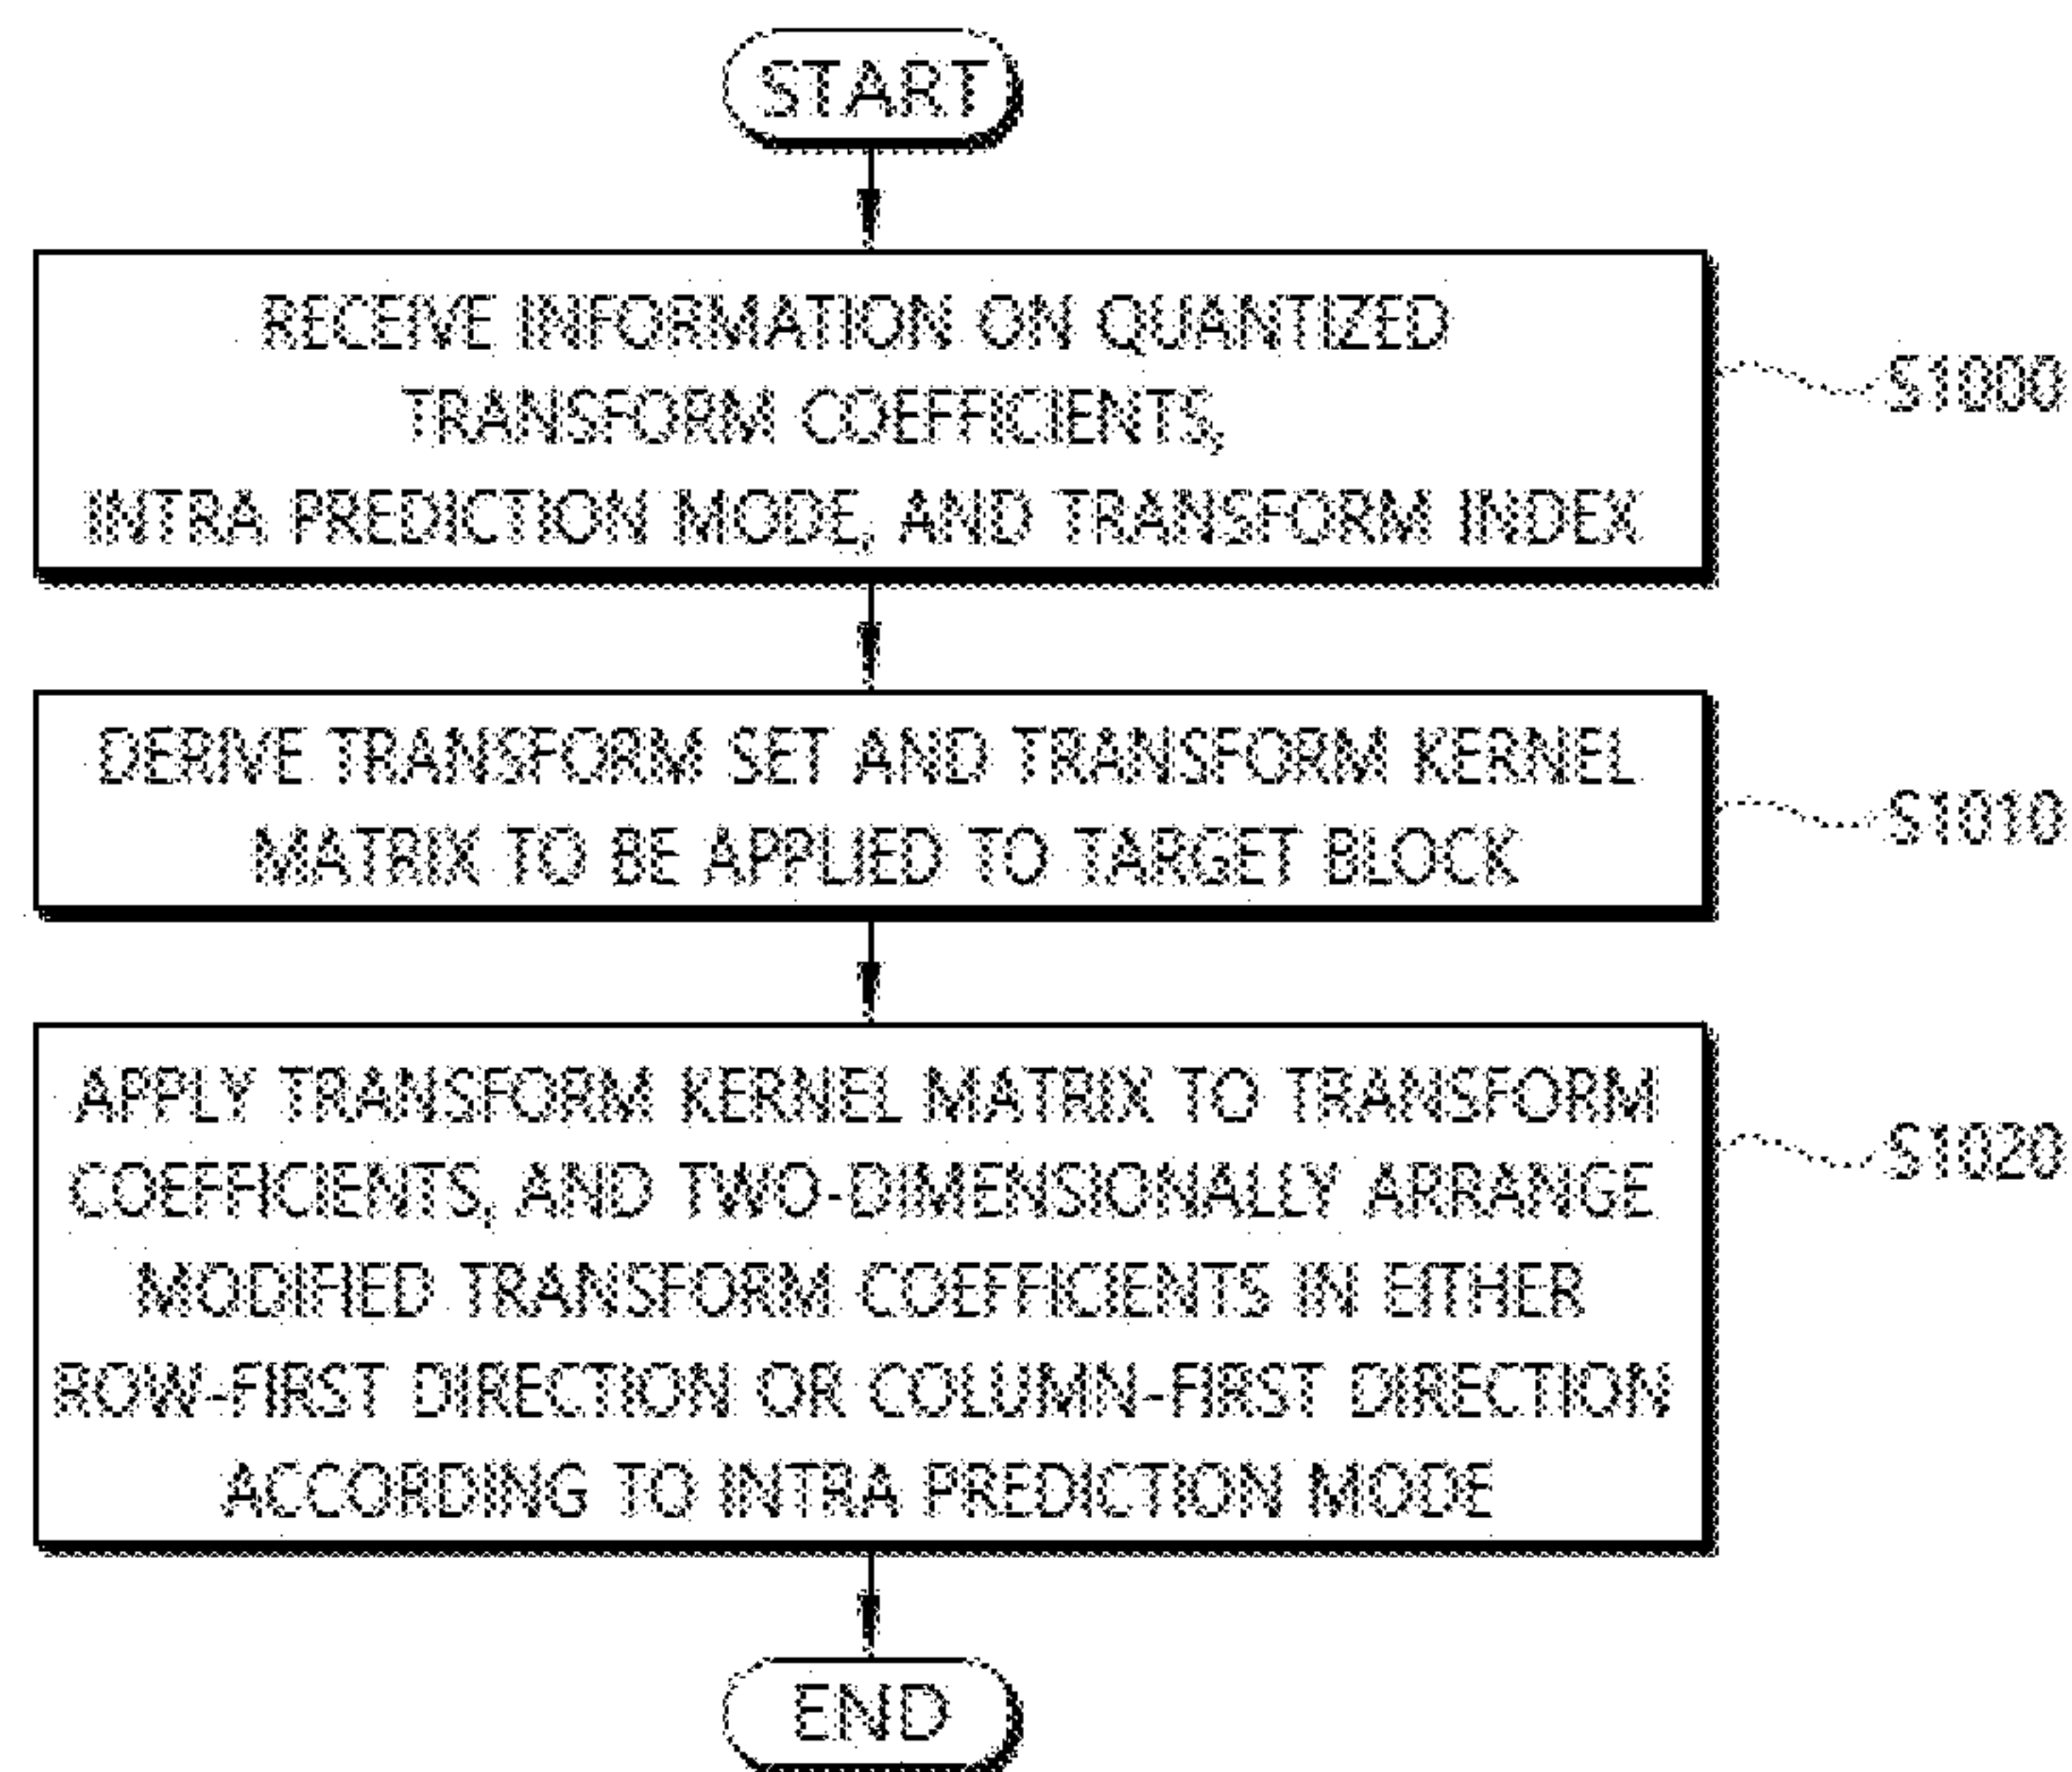 START
RECEIVE INFORMATION ON QUANTIZED
TRANSFORM COEFFICIENTS,
INTRA PREDICTION MODE, AND TRANSFORM INDEX
S1000
DERIVE TRANSFORM SET AND TRANSFORM KERNEL
MATRIX TO BE APPLIED TO TARGET BLOCK
S1010
APPLY TRANSFORM KERNEL MATRIX TO TRANSFORM
COEFFICIENTS, AND TWO-DIMENSIONALLY ARRANGE
MODIFIED TRANSFORM COEFFICIENTS IN EITHER
ROW-FIRST DIRECTION OR COLUMN-FIRST DIRECTION
ACCORDING TO INTRA PREDICTION MODE
S1020
END